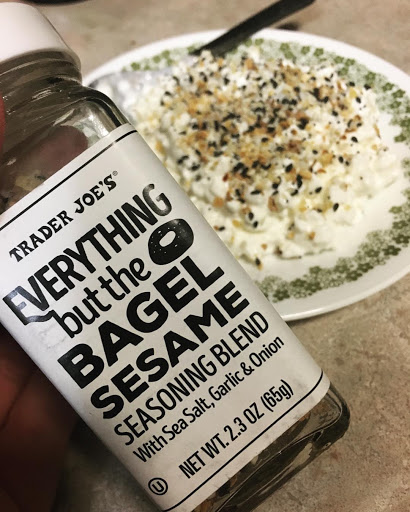 TRADER JOE'S®
EVERYTHING
but the
BAGEL
SESAME
SEASONING BLEND
With Sea Salt, Garlic & Onion
U NET WT. 2.3 OZ (65g)